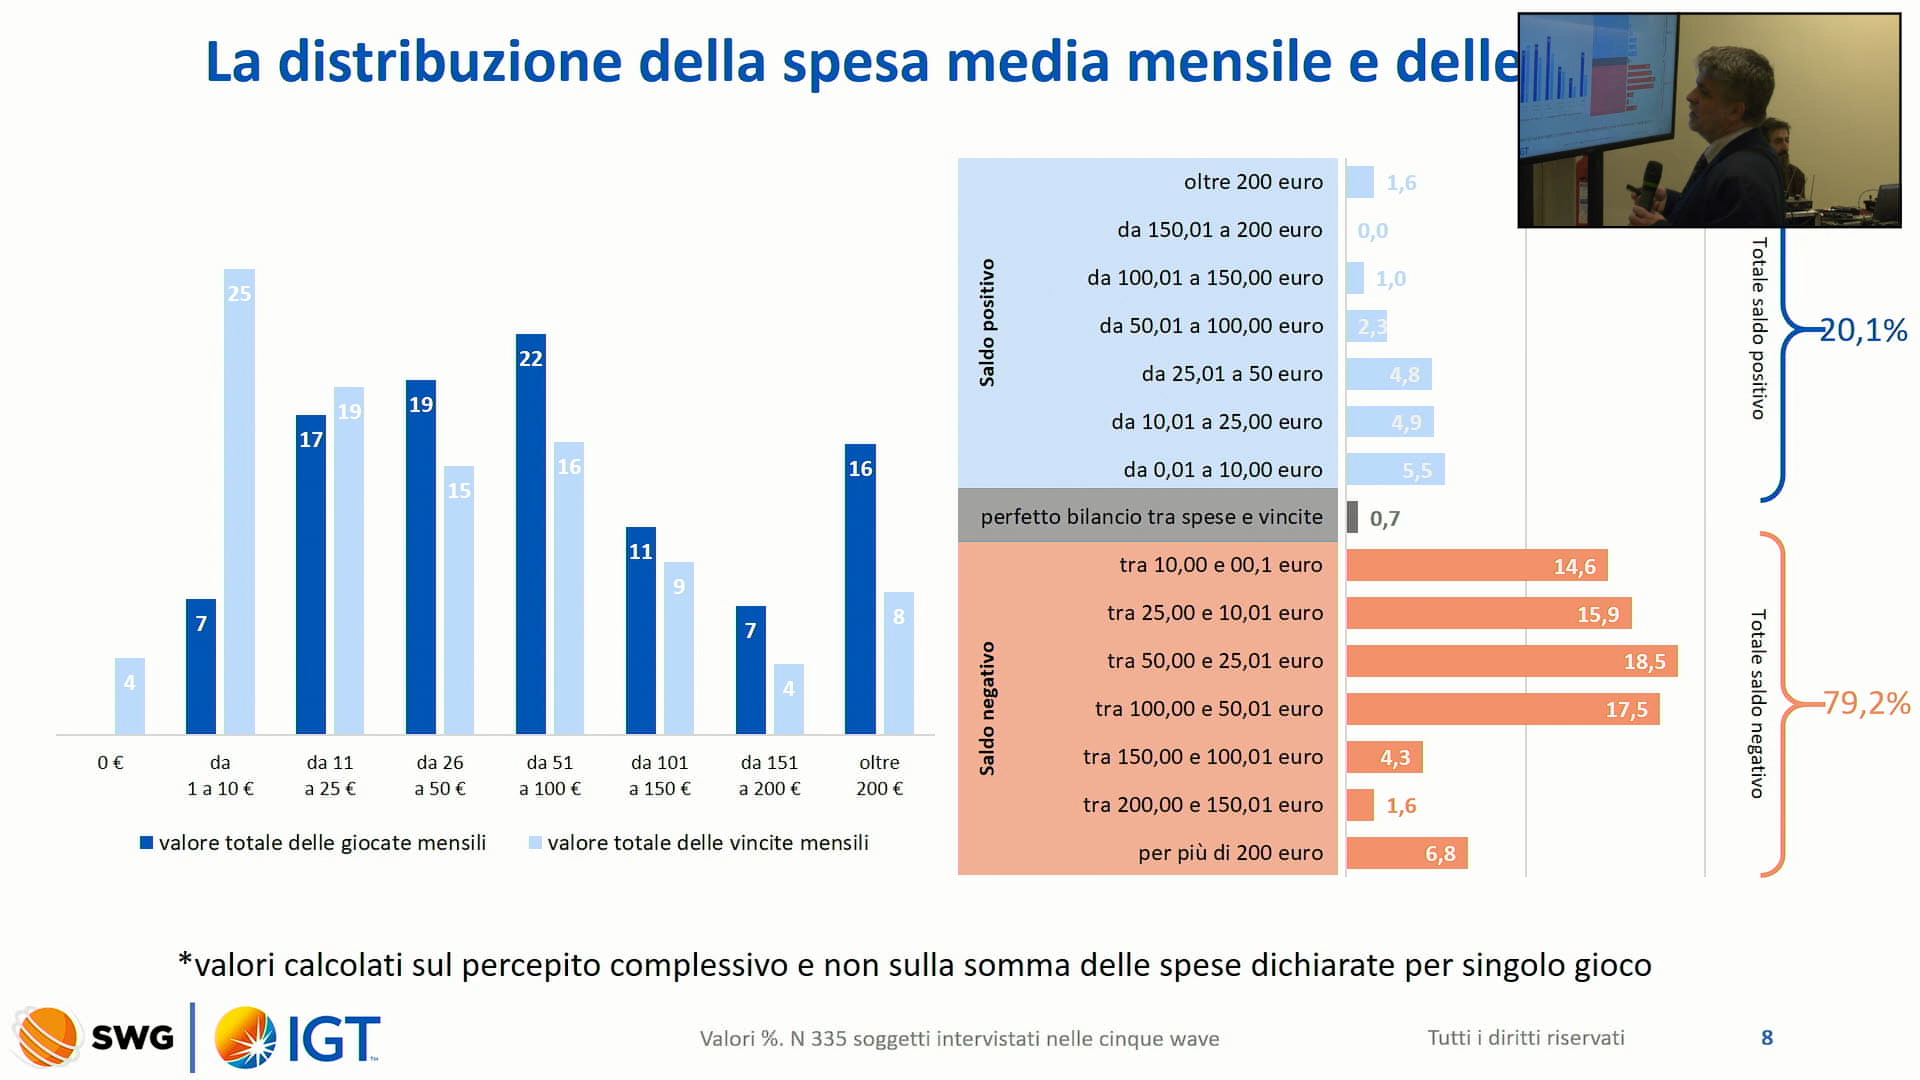 La distribuzione della spesa media mensile e delle
25
4
7
17
19
19
15
22
16
11
9
7
4
16
8
0 €
da
1 a 10 €
da 11
a 25 €
da 26
a 50 €
da 51
a 100 €
da 101
a 150 €
da 151
a 200 €
oltre
200 €
valore totale delle giocate mensili
valore totale delle vincite mensili
Saldo positivo
oltre 200 euro 1,6
da 150,01 a 200 euro 0,0
da 100,01 a 150,00 euro 1,0
da 50,01 a 100,00 euro 2,3
da 25,01 a 50 euro 4,8
da 10,01 a 25,00 euro 4,9
da 0,01 a 10,00 euro 5,5
perfetto bilancio tra spese e vincite 0,7
Saldo negativo
tra 10,00 e 00,1 euro 14,6
tra 25,00 e 10,01 euro 15,9
tra 50,00 e 25,01 euro 18,5
tra 100,00 e 50,01 euro 17,5
tra 150,00 e 100,01 euro 4,3
tra 200,00 e 150,01 euro 1,6
per più di 200 euro 6,8
Totale saldo positivo
20,1%
Totale saldo negativo
79,2%
*valori calcolati sul percepito complessivo e non sulla somma delle spese dichiarate per singolo gioco
SWG
IGT
Valori %. N 335 soggetti intervistati nelle cinque wave
Tutti i diritti riservati
8